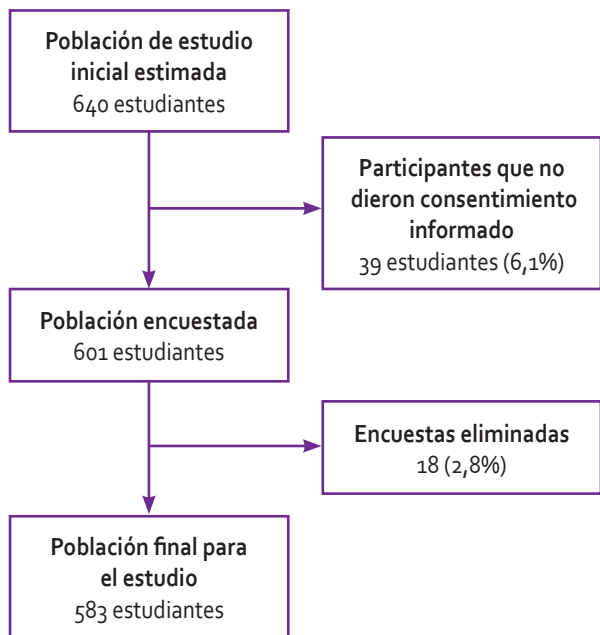 Población de estudio
inicial estimada
640 estudiantes
Participantes que no
dieron consentimiento
informado
39 estudiantes (6,1%)
Población encuestada
601 estudiantes
Encuestas eliminadas
18 (2,8%)
Población final para
el estudio
583 estudiantes